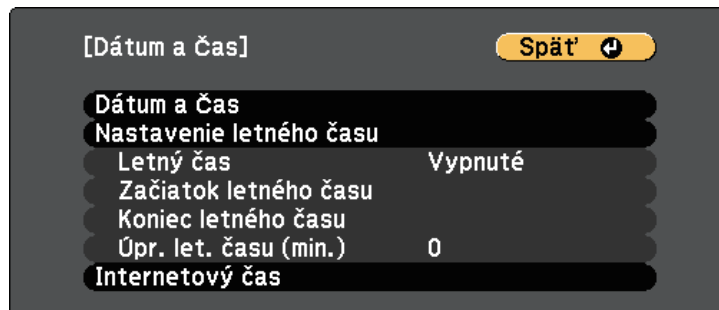 [Dátum a Čas]
Späť
Dátum a Čas
Nastavenie letného času
Letný čas Vypnuté
Začiatok letného času
Koniec letného času
Úpr. let. času (min.) 0
Internetový čas